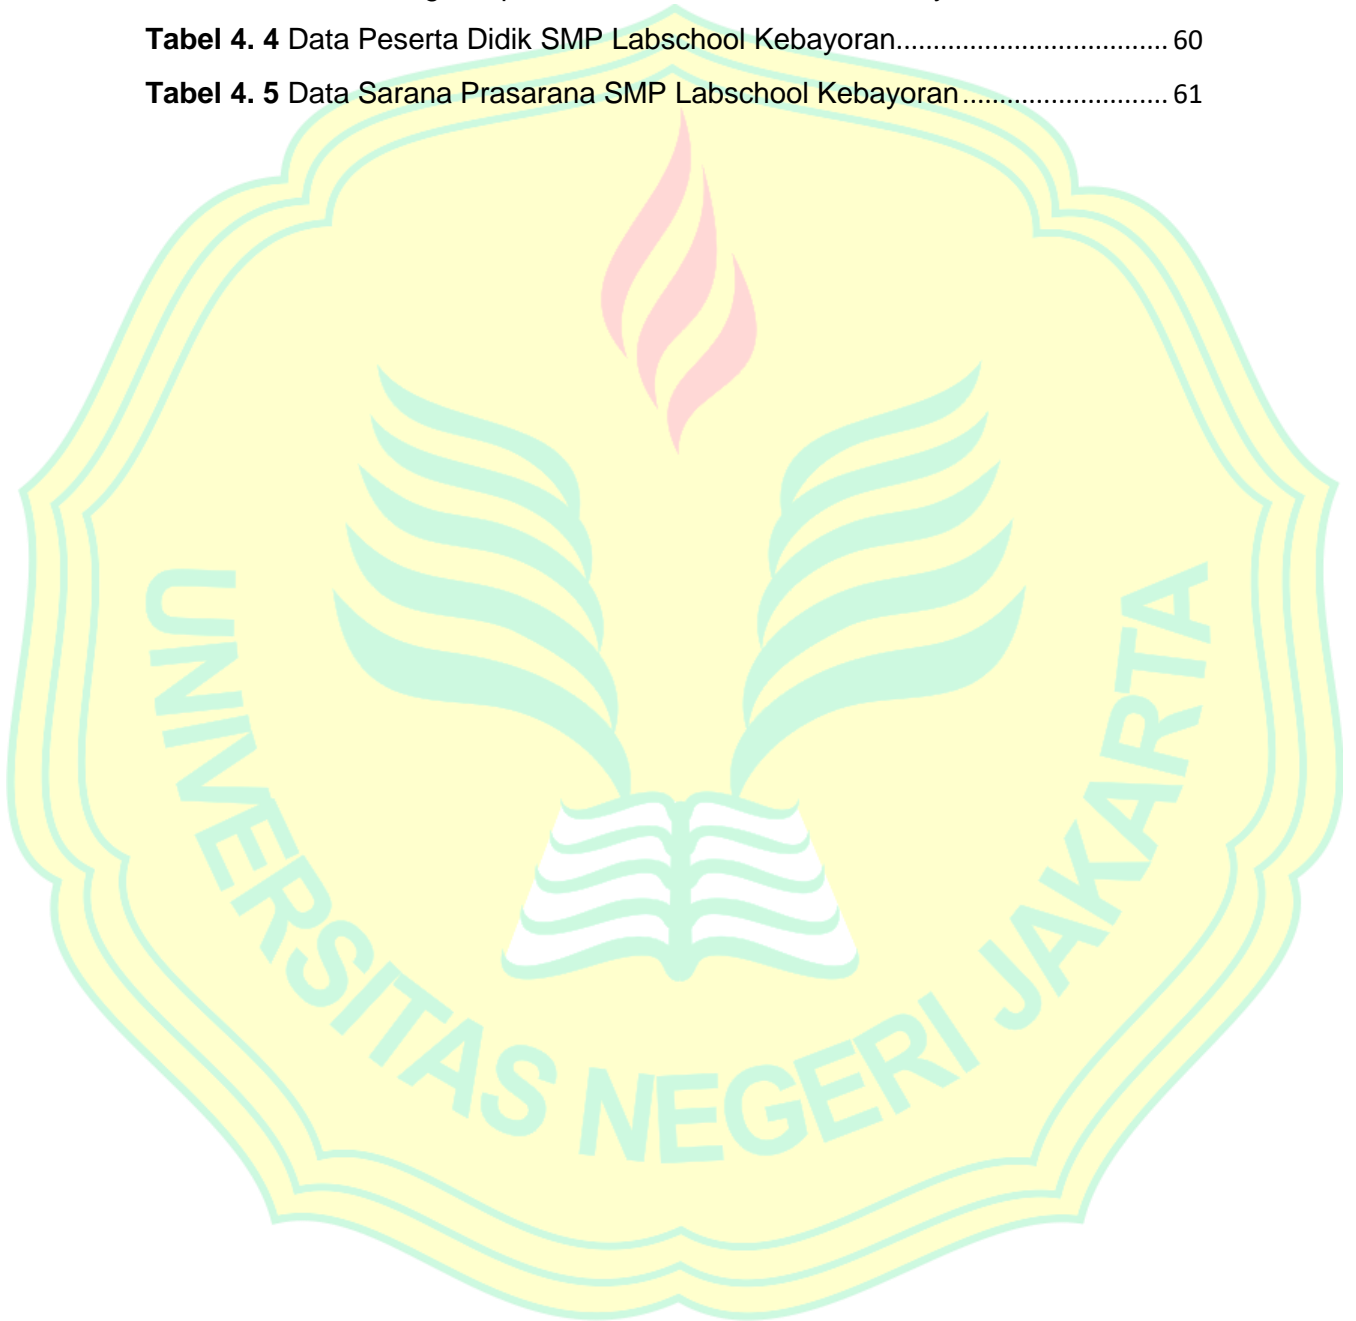 Tabel 4. 4 Data Peserta Didik SMP Labschool Kebayoran..................................... 60
Tabel 4. 5 Data Sarana Prasarana SMP Labschool Kebayoran............................ 61
UNIVERSITAS NEGERI JAKARTA